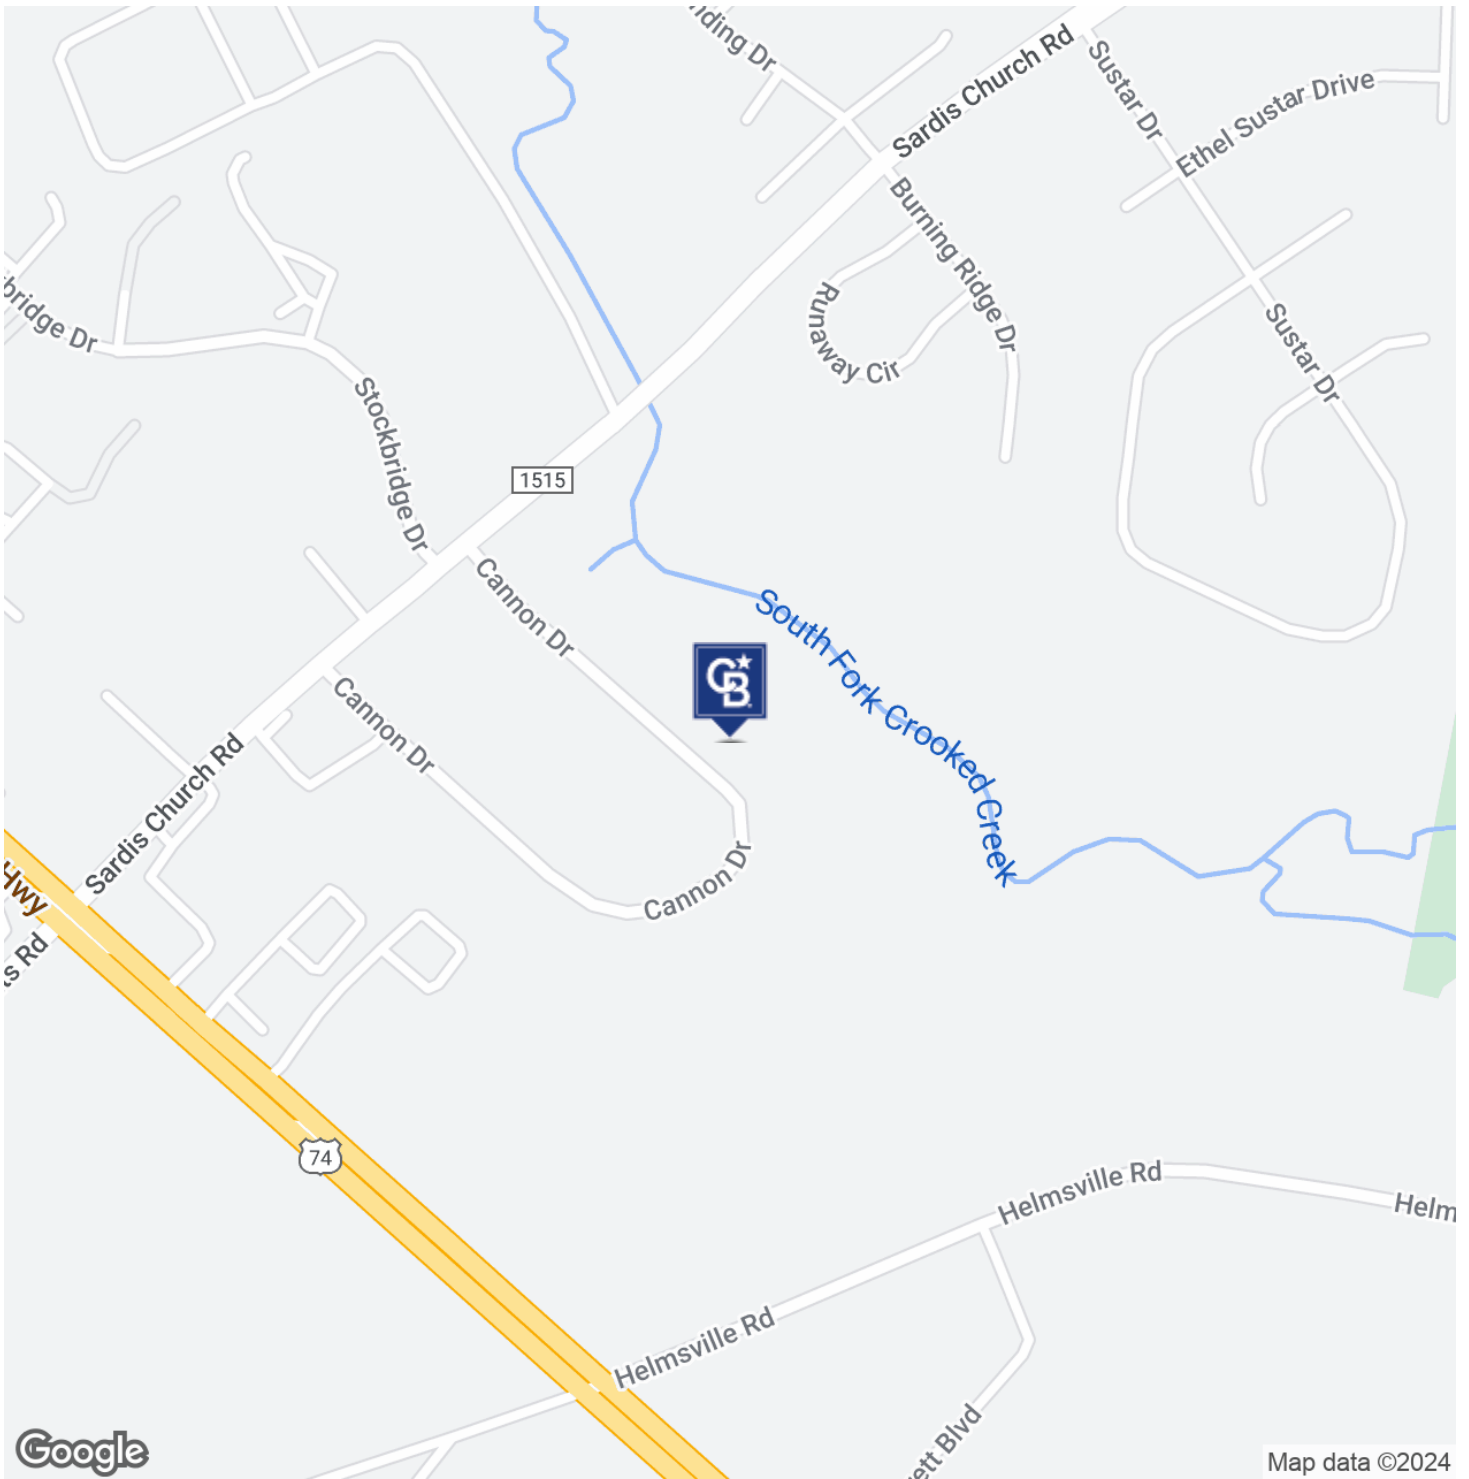 nding Dr
Sardis Church Rd
Sustar Dr
Ethel Sustar Drive
Burning Ridge Dr
Runaway Cir
Sustar Dr
bridge Dr
Stockbridge Dr
1515
Cannon Dr
South Fork Crooked Creek
CB
Cannon Dr
Sardis Church Rd
Cannon Dr
Hwy
ts Rd
74
Helmsville Rd
Helm
Helmsville Rd
ett Blvd
Google
Map data ©2024